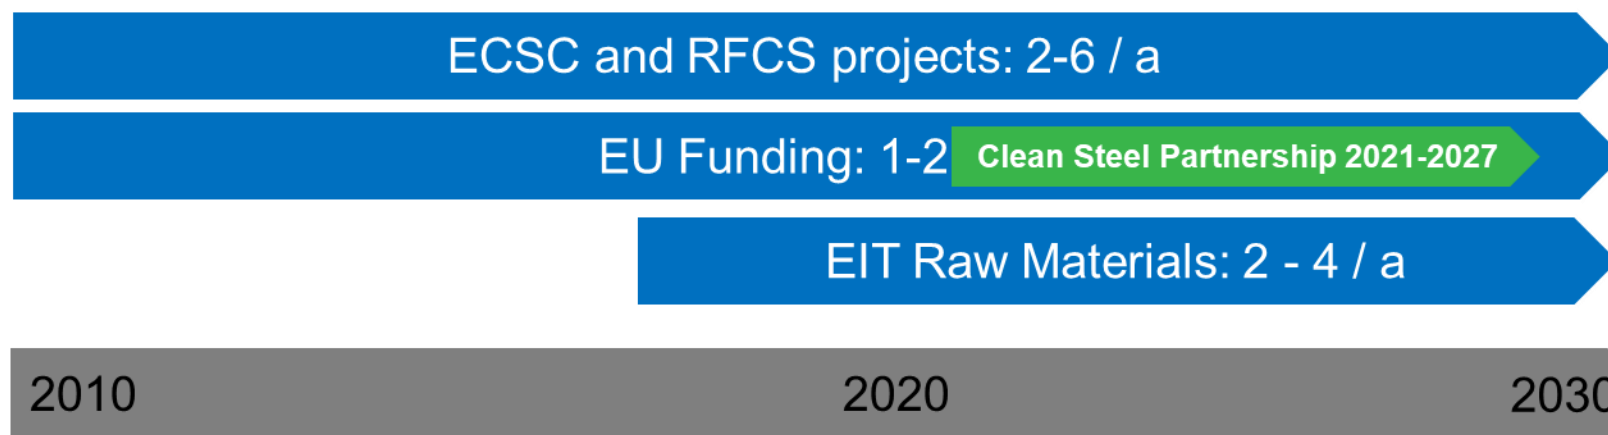 ECSC and RFCS projects: 2-6 / a
EU Funding: 1-2
Clean Steel Partnership 2021-2027
EIT Raw Materials: 2 - 4 / a
2010 2020 2030